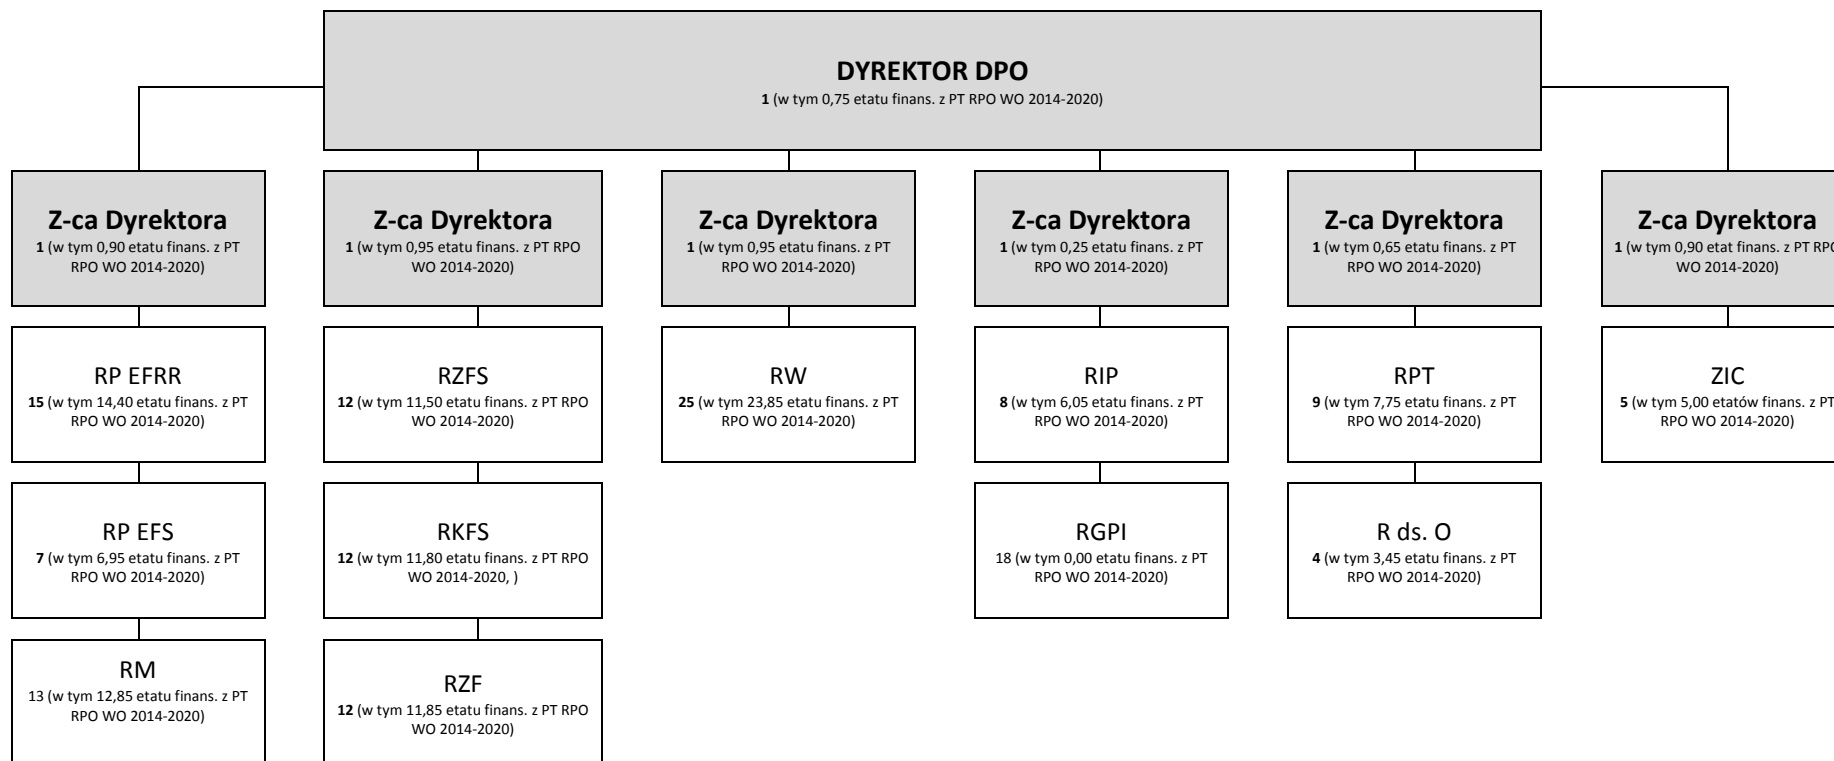 DYREKTOR DPO
1 (w tym 0,75 etatu finans. z PT RPO WO 2014-2020)
Z-ca Dyrektora
1 (w tym 0,90 etatu finans. z PT
RPO WO 2014-2020)
Z-ca Dyrektora
1 (w tym 0,95 etatu finans. z PT RPO
WO 2014-2020)
Z-ca Dyrektora
1 (w tym 0,95 etatu finans. z PT
RPO WO 2014-2020)
Z-ca Dyrektora
1 (w tym 0,25 etatu finans. z PT
RPO WO 2014-2020)
Z-ca Dyrektora
1 (w tym 0,65 etatu finans. z PT
RPO WO 2014-2020)
Z-ca Dyrektora
1 (w tym 0,90 etat finans. z PT RPO
WO 2014-2020)
RP EFRR
15 (w tym 14,40 etatu finans. z PT
RPO WO 2014-2020)
RZFS
12 (w tym 11,50 etatu finans. z PT RPO
WO 2014-2020)
RW
25 (w tym 23,85 etatu finans. z PT
RPO WO 2014-2020)
RIP
8 (w tym 6,05 etatu finans. z PT
RPO WO 2014-2020)
RPT
9 (w tym 7,75 etatu finans. z PT
RPO WO 2014-2020)
ZIC
5 (w tym 5,00 etatów finans. z PT
RPO WO 2014-2020)
RP EFS
7 (w tym 6,95 etatu finans. z PT
RPO WO 2014-2020)
RKFS
12 (w tym 11,80 etatu finans. z PT RPO
WO 2014-2020, )
RGPI
18 (w tym 0,00 etatu finans. z PT
RPO WO 2014-2020)
R ds. O
4 (w tym 3,45 etatu finans. z PT
RPO WO 2014-2020)
RM
13 (w tym 12,85 etatu finans. z PT
RPO WO 2014-2020)
RZF
12 (w tym 11,85 etatu finans. z PT RPO
WO 2014-2020)